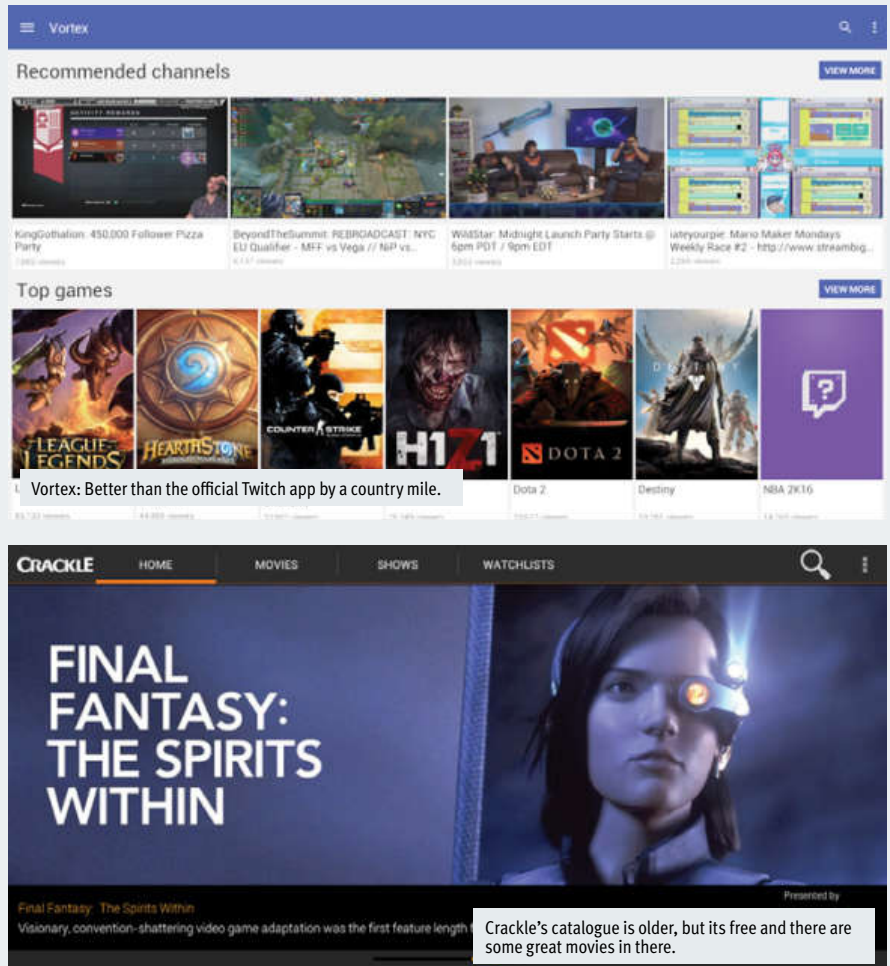 Vortex
Recommended channels
VIEW MORE
ACTIVITY REWARDS
KingGothalion: 450,000 Follower Pizza
Party
BeyondTheSummit: REBROADCAST: NYC
EU Qualifier - MFF vs Vega // NiP vs...
WildStar: Midnight Launch Party Starts @
6pm PDT / 9pm EDT
iateyourpie: Mario Maker Mondays
Weekly Race #2 - http://www.streambig...
Top games
VIEW MORE
LEAGUE
LEGENDS
HEARTHSTONE
COUNTER STRIKE
H1Z1
DOTA 2
DESTINY
Vortex: Better than the official Twitch app by a country mile.
Dota 2
Destiny
NBA 2K16
CRACKLE
HOME
MOVIES
SHOWS
WATCHLISTS
FINAL
FANTASY:
THE SPIRITS
WITHIN
Presented by
Final Fantasy: The Spirits Within
Visionary, convention-shattering video game adaptation was the first feature length
Crackle's catalogue is older, but its free and there are
some great movies in there.